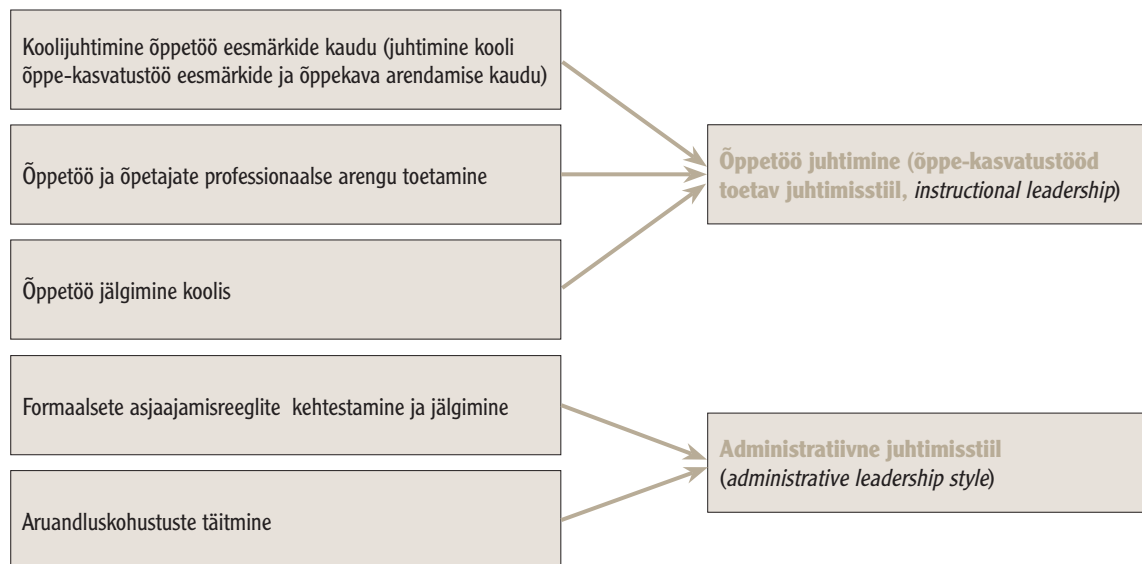 Koolijuhtimine õppetöö eesmärkide kaudu (juhtimine kooli
õppe-kasvatustöö eesmärkide ja õppekava arendamise kaudu)
Õppetöö ja õpetajate professionaalse arengu toetamine
Õppetöö jälgimine koolis
Formaalsete asjaajamisreeglite kehtestamine ja jälgimine
Aruandluskohustuste täitmine
Õppetöö juhtimine (õppe-kasvatustööd
toetav juhtimisstiil, instructional leadership)
Administratiivne juhtimisstiil
(administrative leadership style)